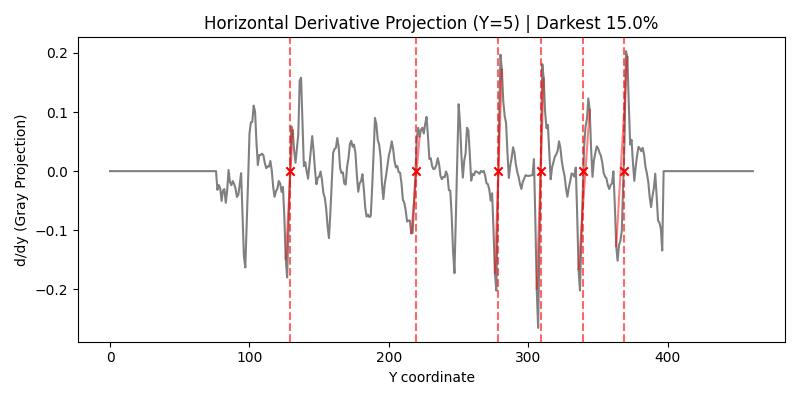 Horizontal Derivative Projection (Y=5) | Darkest 15.0%
0.2
0.1
0.0
−0.1
−0.2
d/dy (Gray Projection)
0 100 200 300 400
Y coordinate